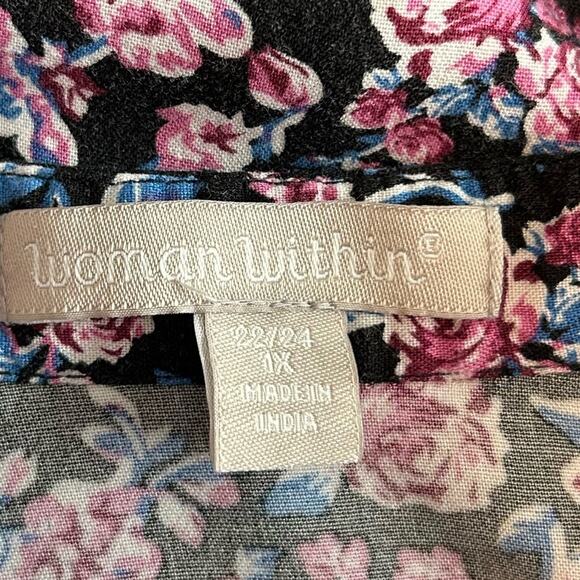 woman within®
22/24
1X
MADE IN
INDIA